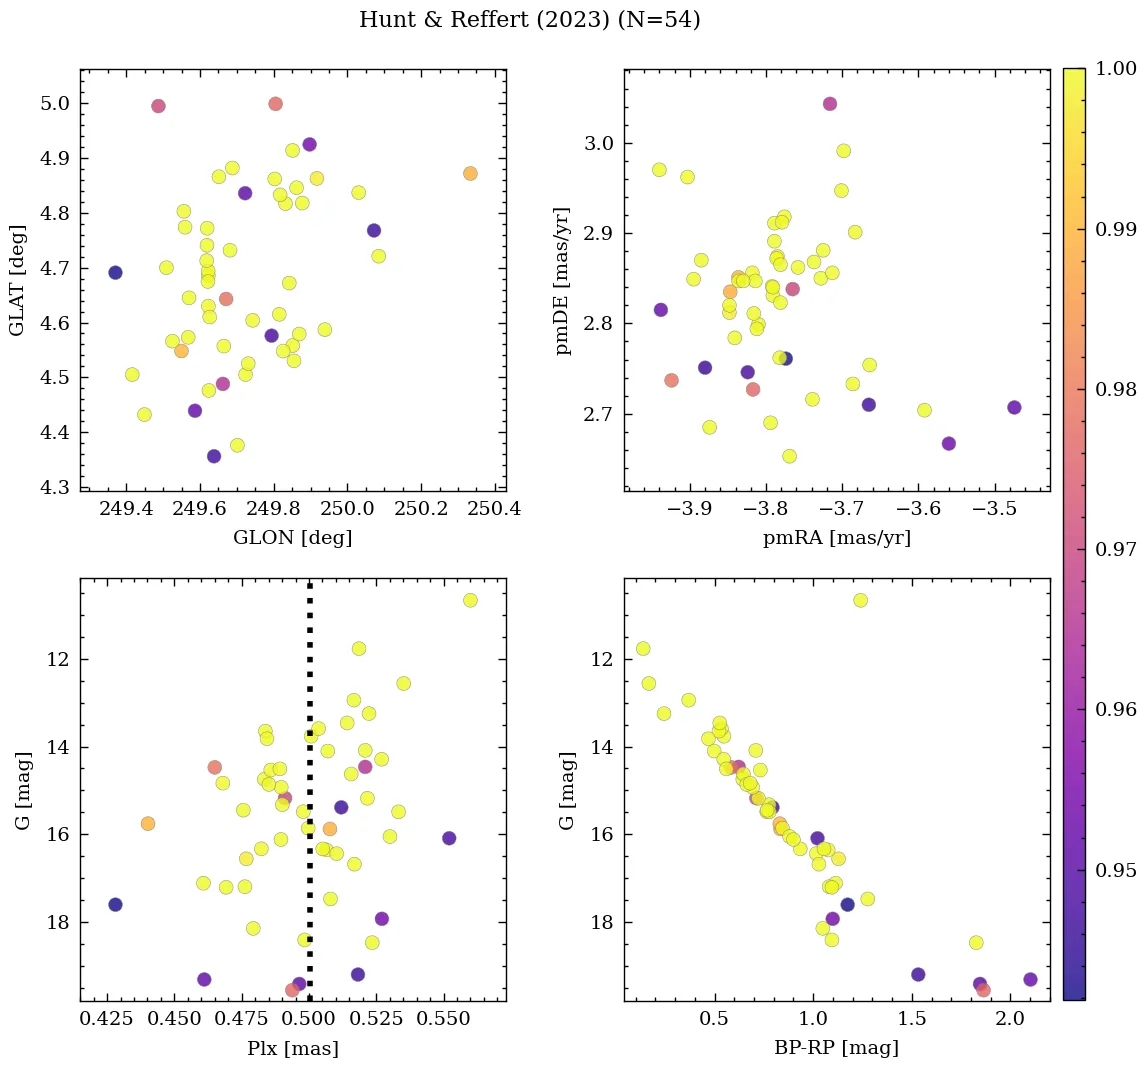 Hunt & Reffert (2023) (N=54)
5.0
4.9
4.8
4.7
4.6
4.5
4.4
4.3
GLAT [deg]
249.4 249.6 249.8 250.0 250.2 250.4
GLON [deg]
3.0
2.9
2.8
2.7
pmDE [mas/yr]
−3.9 −3.8 −3.7 −3.6 −3.5
pmRA [mas/yr]
12
14
16
18
G [mag]
0.425 0.450 0.475 0.500 0.525 0.550
Plx [mas]
12
14
16
18
G [mag]
0.5 1.0 1.5 2.0
BP-RP [mag]
1.00
0.99
0.98
0.97
0.96
0.95